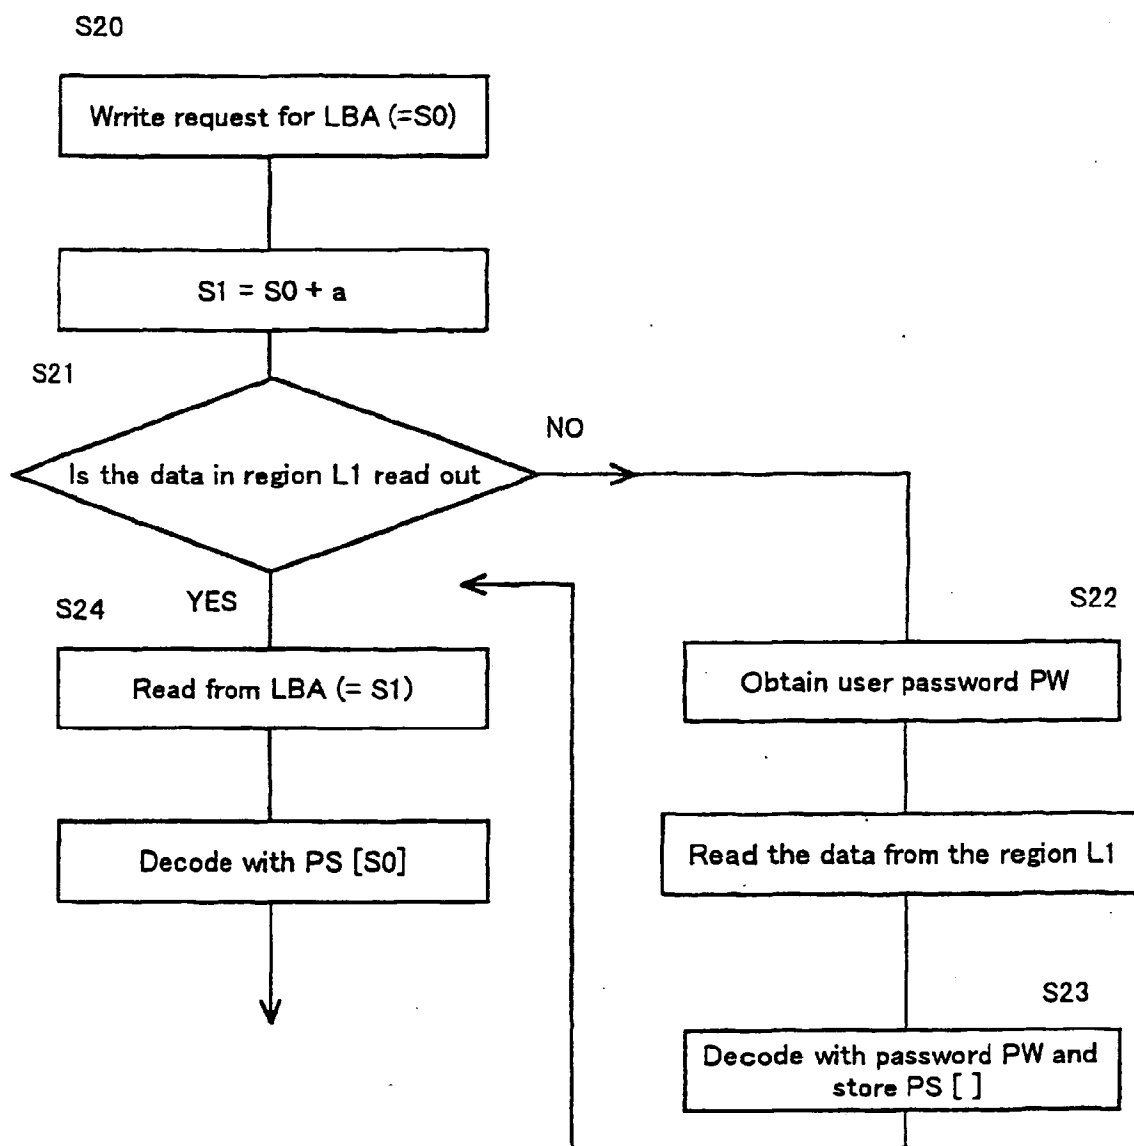 S20
Wrrite request for LBA (=S0)
S1 = S0 + a
S21
Is the data in region L1 read out
NO
YES
S24
Read from LBA (= S1)
Decode with PS [S0]
S22
Obtain user password PW
Read the data from the region L1
S23
Decode with password PW and
store PS [ ]